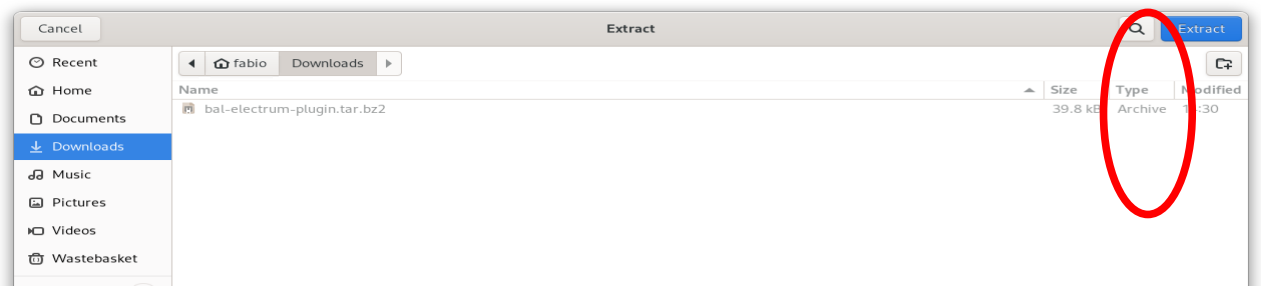 Cancel Extract Extract
Recent
Home
Documents
Downloads
Music
Pictures
Videos
Wastebasket
fabio Downloads
Name Size Type Modified
bal-electrum-plugin.tar.bz2 39.8 kB Archive